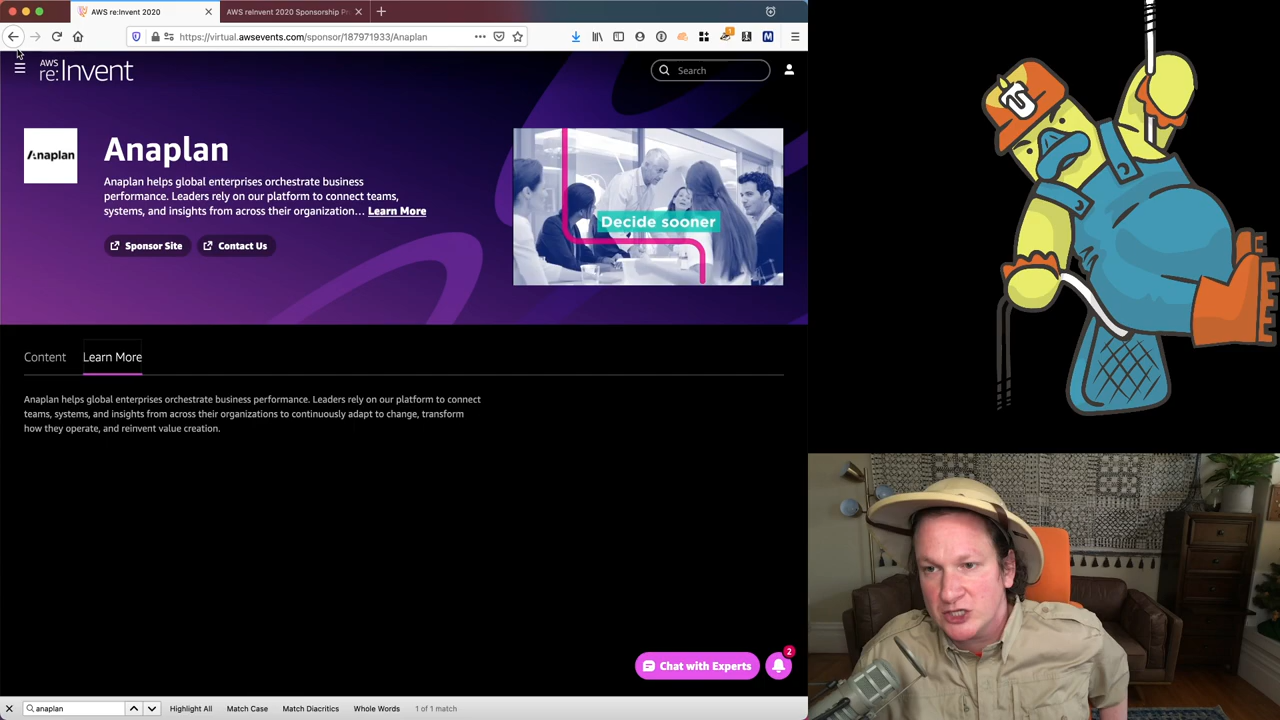 AWS re:Invent 2020
AWS reInvent 2020 Sponsorship P
https://virtual.awsevents.com/sponsor/187971933/Anaplan
AWS
re:Invent
Search
Anaplan
Anaplan
Anaplan helps global enterprises orchestrate business
performance. Leaders rely on our platform to connect teams,
systems, and insights from across their organization... Learn More
Sponsor Site
Contact Us
Decide sooner
Content
Learn More
Anaplan helps global enterprises orchestrate business performance. Leaders rely on our platform to connect
teams, systems, and insights from across their organizations to continuously adapt to change, transform
how they operate, and reinvent value creation.
Chat with Experts
2
anaplan
Highlight All
Match Case
Match Diacritics
Whole Words
1 of 1 match